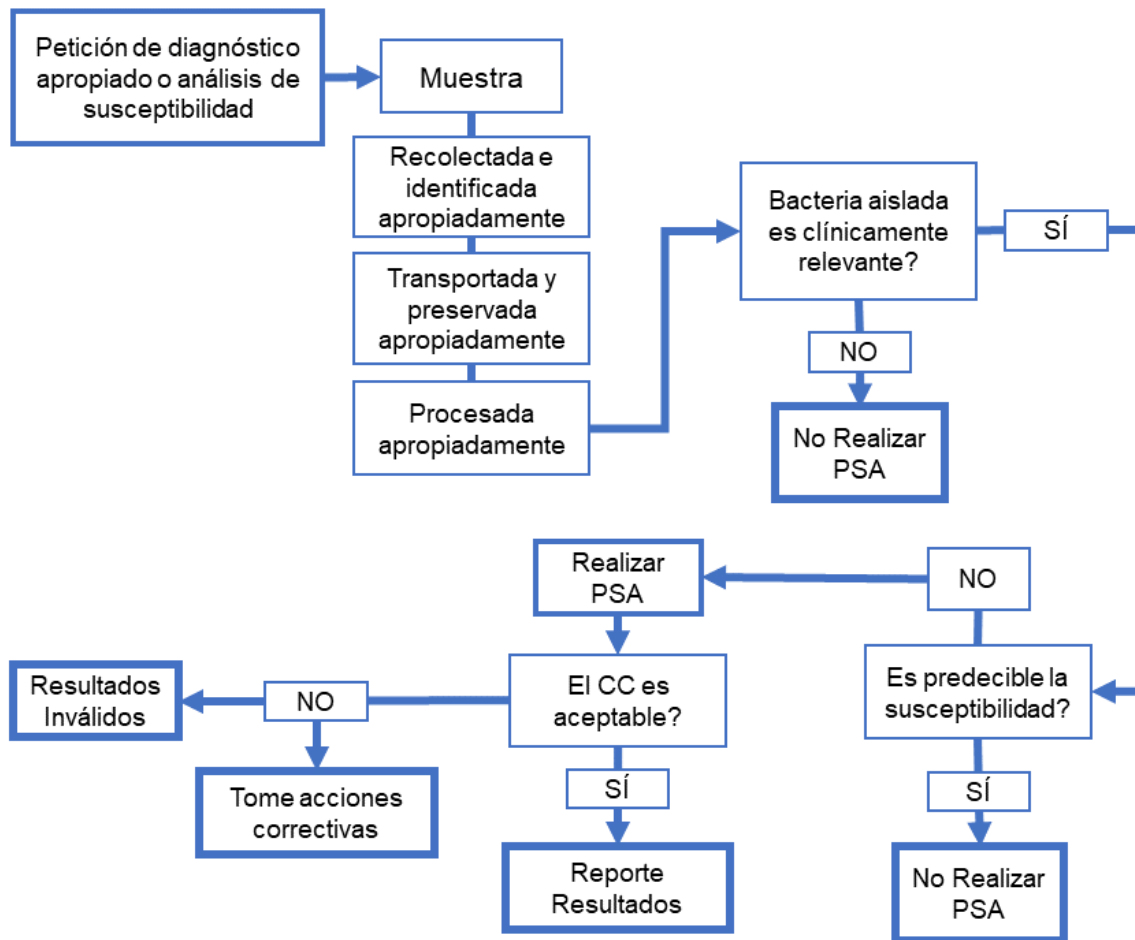 Petición de diagnóstico
apropiado o análisis de
susceptibilidad
Muestra
Recolectada e
identificada
apropiadamente
Transportada y
preservada
apropiadamente
Procesada
apropiadamente
Bacteria aislada
es clínicamente
relevante?
SÍ
NO
No Realizar
PSA
Realizar
PSA
NO
Es predecible la
susceptibilidad?
SÍ
No Realizar
PSA
El CC es
aceptable?
NO
Resultados
Inválidos
Tome acciones
correctivas
SÍ
Reporte
Resultados